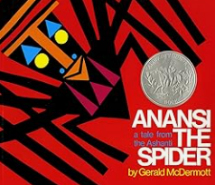 ANANSI
a tale from THE
the Ashanti
SPIDER
by Gerald McDermott